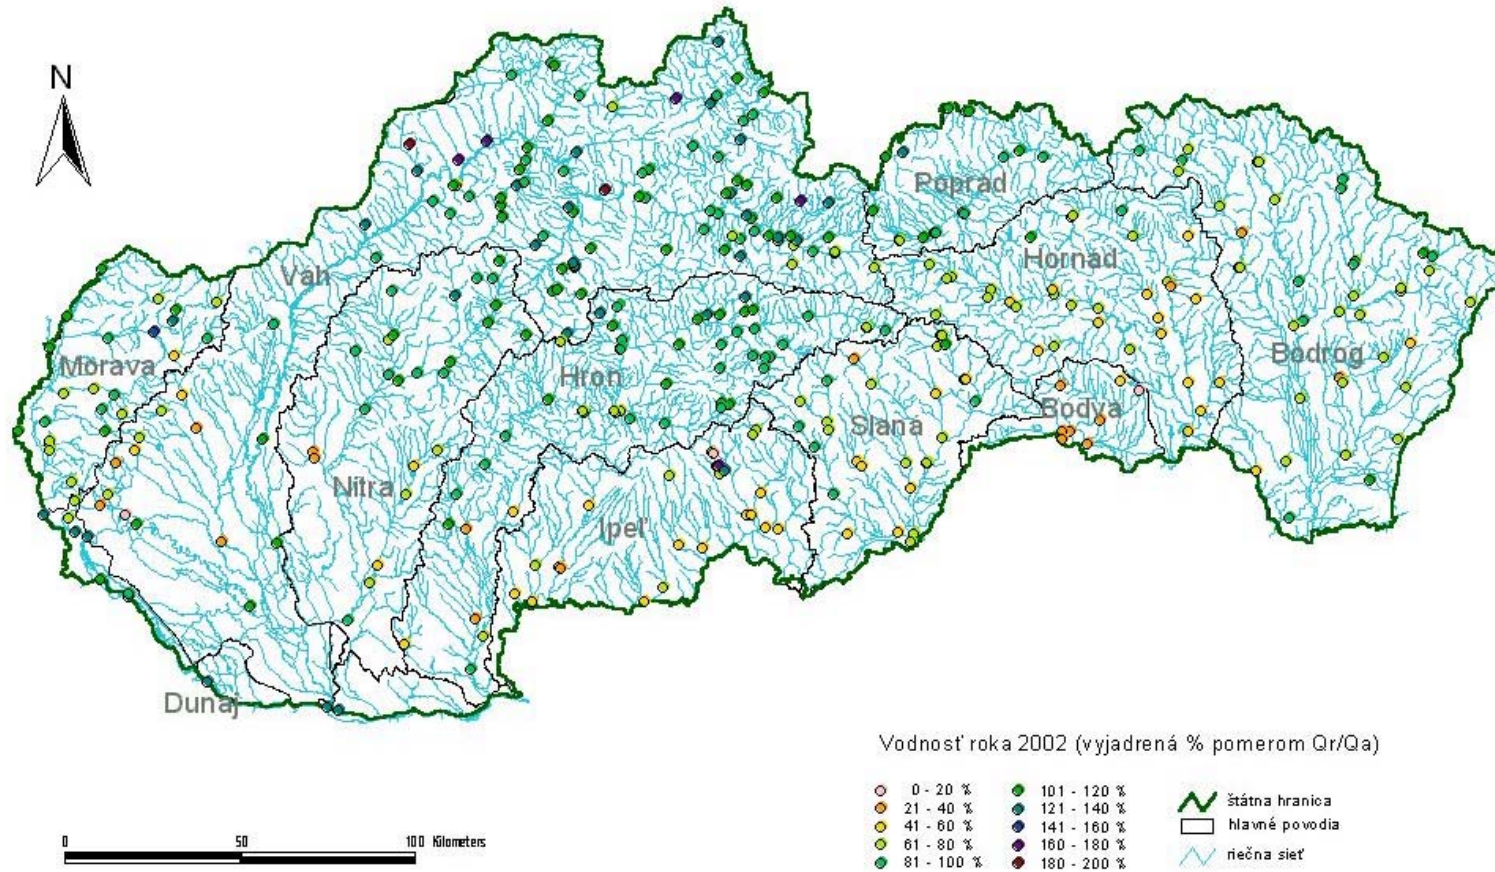 N
Poprad
Váh
Hornád
Morava
Hron
Bodrog
Slaná
Bodva
Nitra
Ipeľ
Dunaj
Vodnosť roka 2002 (vyjadrená % pomerom Qr/Qa)
0 - 20 % 101 - 120 % štátna hranica
21 - 40 % 121 - 140 %
41 - 60 % 141 - 160 % hlavné povodia
61 - 80 % 160 - 180 %
81 - 100 % 180 - 200 % riečna sieť
0 50 100 Kilometers